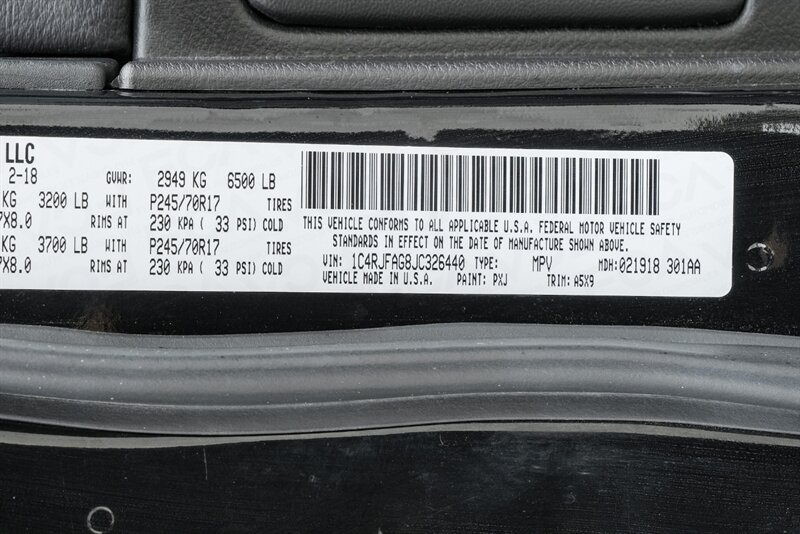 LLC
2-18 GVWR: 2949 KG 6500 LB
KG 3200 LB WITH P245/70R17 TIRES
7X8.0 RIMS AT 230 KPA ( 33 PSI) COLD
KG 3700 LB WITH P245/70R17 TIRES
7X8.0 RIMS AT 230 KPA ( 33 PSI) COLD
THIS VEHICLE CONFORMS TO ALL APPLICABLE U.S.A. FEDERAL MOTOR VEHICLE SAFETY
STANDARDS IN EFFECT ON THE DATE OF MANUFACTURE SHOWN ABOVE.
VIN: 1C4RJFAG8JC326440 TYPE: MPV MDH: 021918 301AA
VEHICLE MADE IN U.S.A. PAINT: PXJ TRIM: A5X9